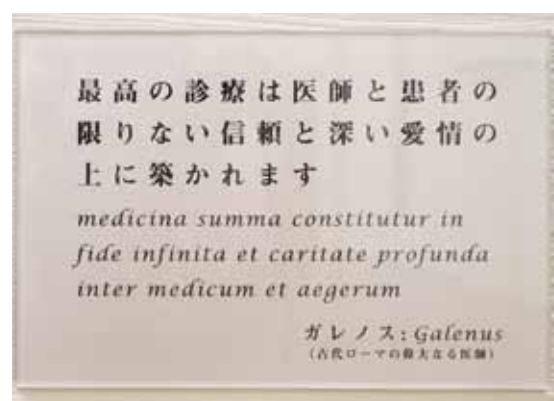 最高の診療は医師と患者の
限りない信頼と深い愛情の
上に築かれます
medicina summa constitutur in
fide infinita et caritate profunda
inter medicum et aegerum
ガレノス:Galenus
(古代ローマの偉大なる医師)